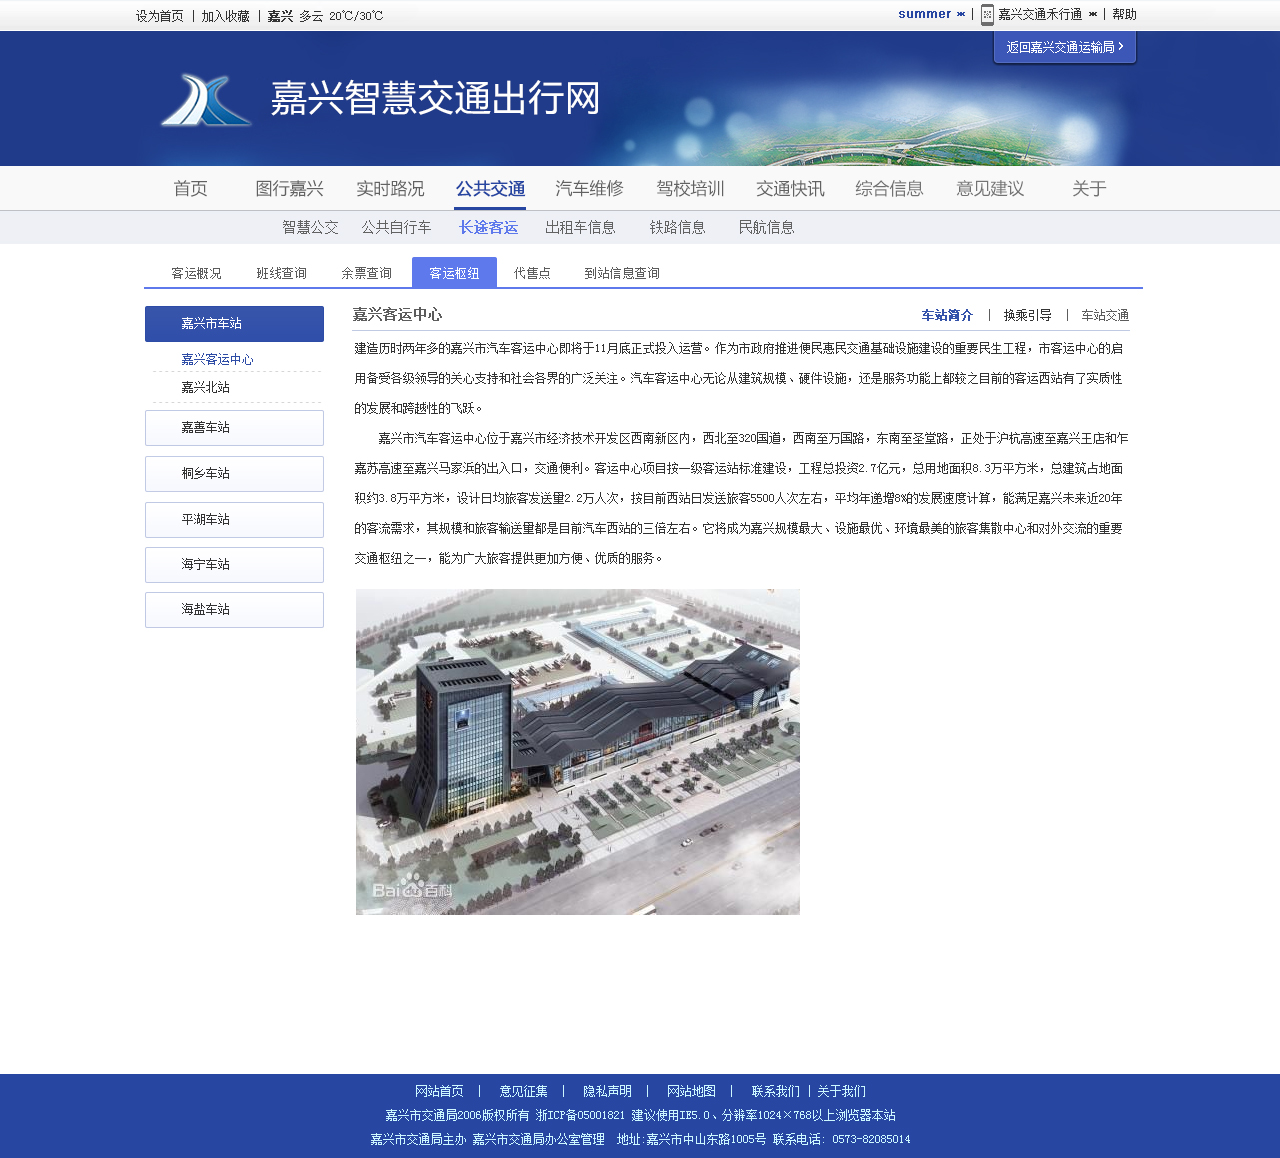 设为首页 | 加入收藏 | 嘉兴 多云 20℃/30℃
summer | 嘉兴交通禾行通 | 帮助
返回嘉兴交通运输局
嘉兴智慧交通出行网
首页 图行嘉兴 实时路况 公共交通 汽车维修 驾校培训 交通快讯 综合信息 意见建议 关于
智慧公交 公共自行车 长途客运 出租车信息 铁路信息 民航信息
客运概况 班线查询 余票查询 客运枢纽 代售点 到站信息查询
嘉兴市车站
嘉兴客运中心
嘉兴北站
嘉善车站
桐乡车站
平湖车站
海宁车站
海盐车站
嘉兴客运中心
车站简介 | 换乘引导 | 车站交通
建造历时两年多的嘉兴市汽车客运中心即将于11月底正式投入运营。作为市政府推进便民惠民交通基础设施建设的重要民生工程，市客运中心的启
用备受各级领导的关心支持和社会各界的广泛关注。汽车客运中心无论从建筑规模、硬件设施，还是服务功能上都较之目前的客运西站有了实质性
的发展和跨越性的飞跃。
嘉兴市汽车客运中心位于嘉兴市经济技术开发区西南新区内，西北至320国道，西南至万国路，东南至圣堂路，正处于沪杭高速至嘉兴王店和乍
嘉苏高速至嘉兴马家浜的出入口，交通便利。客运中心项目按一级客运站标准建设，工程总投资2.7亿元，总用地面积8.3万平方米，总建筑占地面
积约3.8万平方米，设计日均旅客发送量2.2万人次，按目前西站日发送旅客5500人次左右，平均年递增8%的发展速度计算，能满足嘉兴未来近20年
的客流需求，其规模和旅客输送量都是目前汽车西站的三倍左右。它将成为嘉兴规模最大、设施最优、环境最美的旅客集散中心和对外交流的重要
交通枢纽之一，能为广大旅客提供更加方便、优质的服务。
Bai百科
网站首页 | 意见征集 | 隐私声明 | 网站地图 | 联系我们 | 关于我们
嘉兴市交通局2006版权所有 浙ICP备05001821 建议使用IE5.0、分辨率1024×768以上浏览器本站
嘉兴市交通局主办 嘉兴市交通局办公室管理 地址:嘉兴市中山东路1005号 联系电话: 0573-82085014